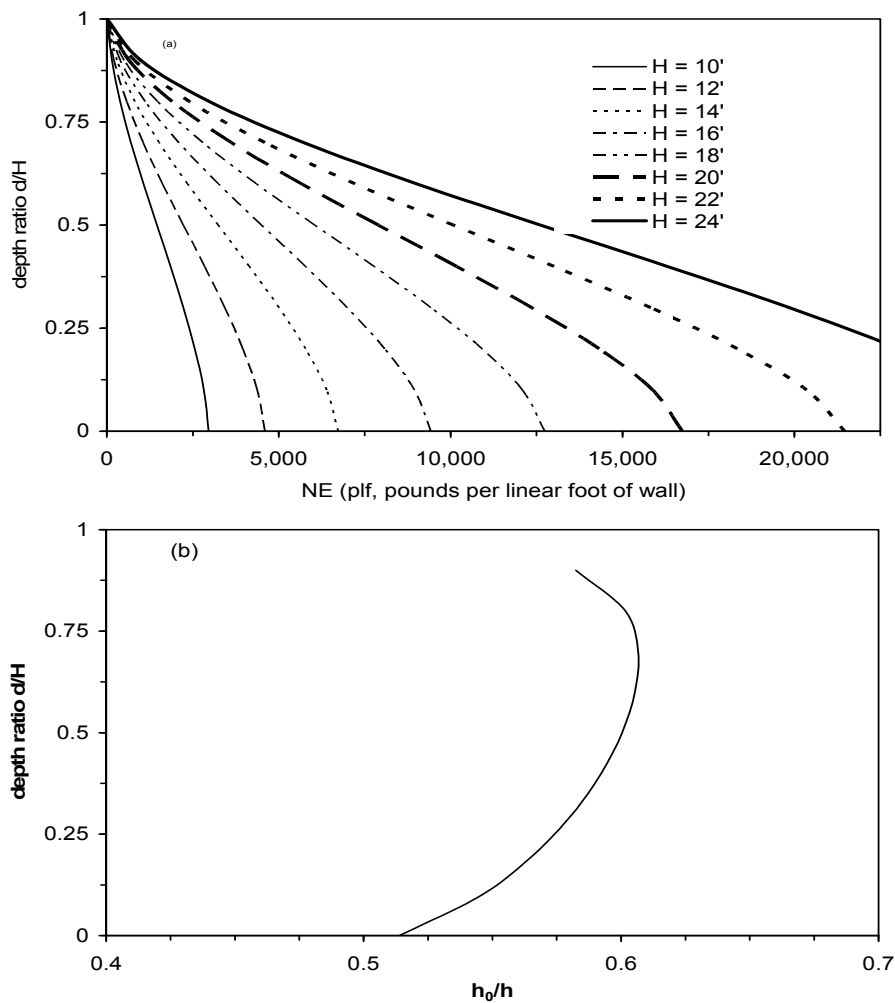 1
0.75
0.5
0.25
0
depth ratio d/H
(a)
H = 10'
H = 12'
H = 14'
H = 16'
H = 18'
H = 20'
H = 22'
H = 24'
0
5,000
10,000
15,000
20,000
NE (plf, pounds per linear foot of wall)
1
0.75
0.5
0.25
0
depth ratio d/H
(b)
0.4
0.5
0.6
0.7
h₀/h